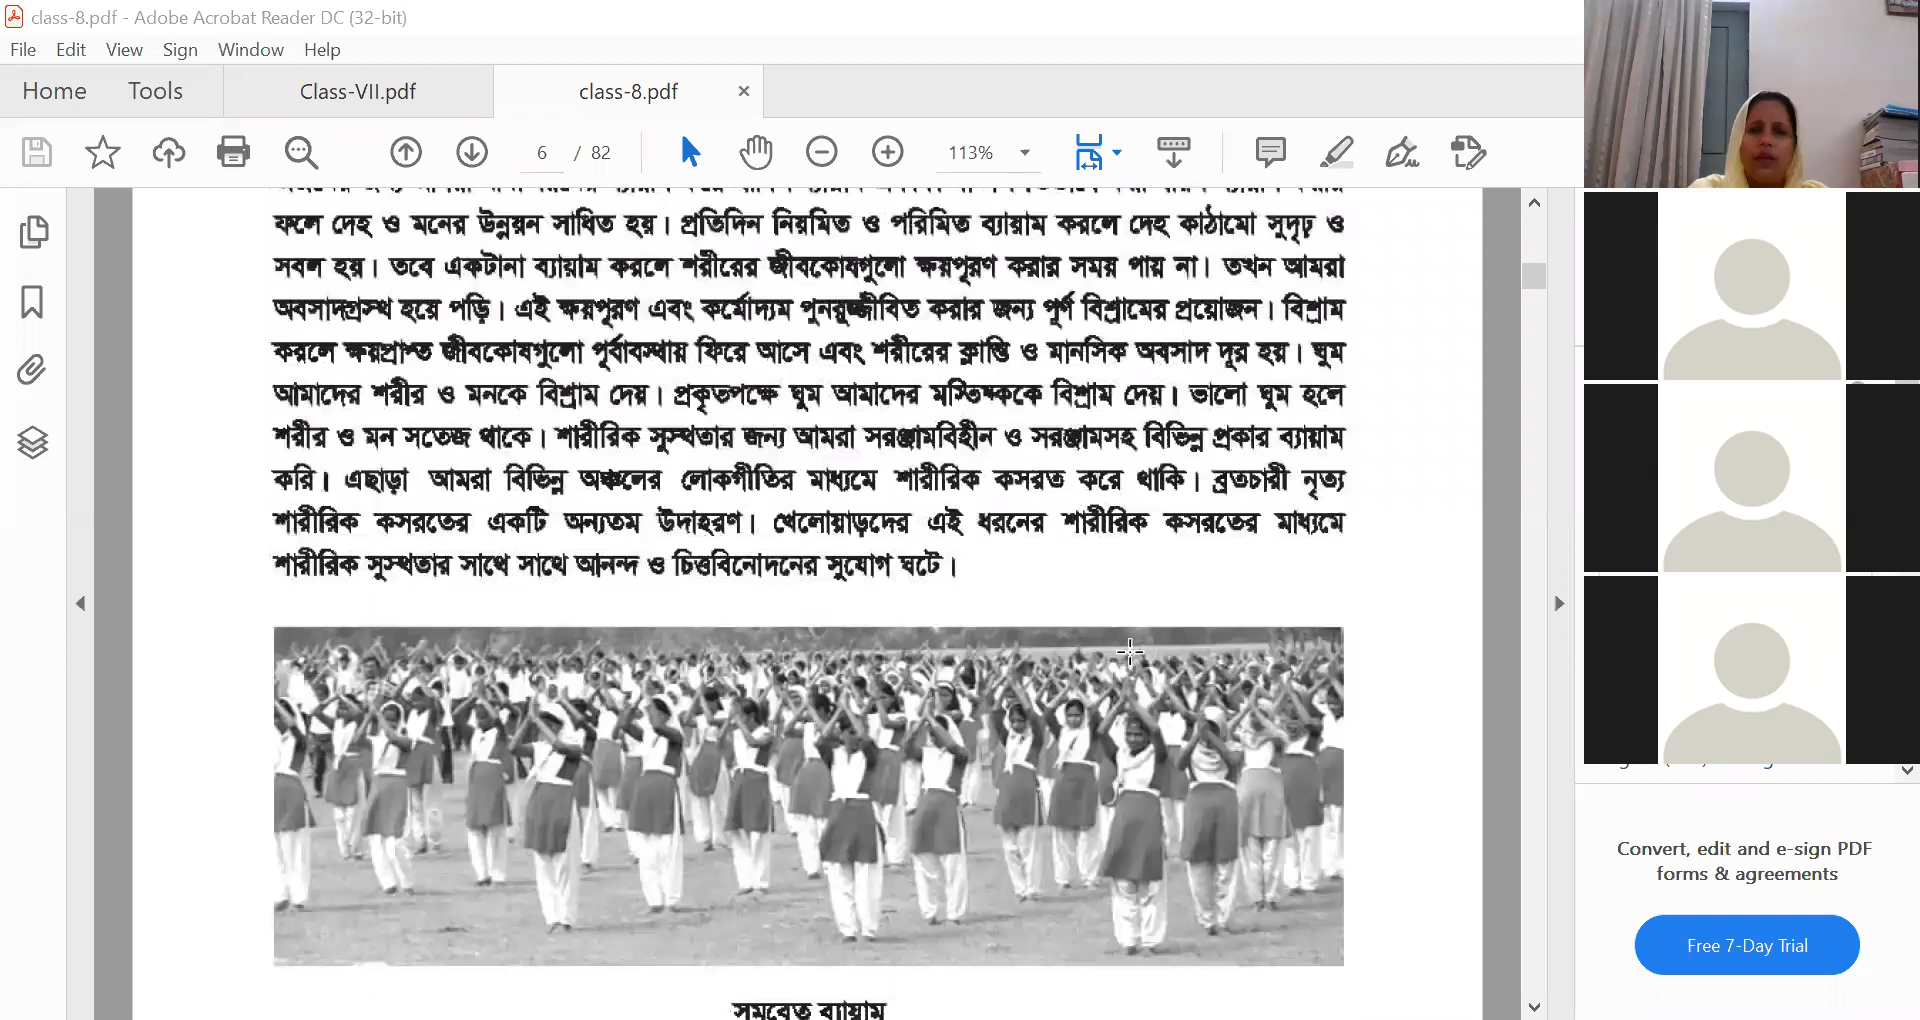 class-8.pdf - Adobe Acrobat Reader DC (32-bit)
File Edit View Sign Window Help
Home Tools Class-VII.pdf class-8.pdf ×
6 / 82 113%
ফলে দেহ ও মনের উন্নয়ন সাধিত হয়। প্রতিদিন নিয়মিত ও পরিমিত ব্যায়াম করলে দেহ কাঠামো সুদৃঢ় ও
সবল হয়। তবে একটানা ব্যায়াম করলে শরীরের জীবকোষগুলো ক্ষয়পূরণ করার সময় পায় না। তখন আমরা
অবসাদগ্রস্থ হয়ে পড়ি। এই ক্ষয়পূরণ এবং কর্মোদ্যম পুনরুজ্জীবিত করার জন্য পূর্ণ বিশ্রামের প্রয়োজন। বিশ্রাম
করলে ক্ষয়প্রাপ্ত জীবকোষগুলো পূর্বাবস্থায় ফিরে আসে এবং শরীরের ক্লান্তি ও মানসিক অবসাদ দূর হয়। ঘুম
আমাদের শরীর ও মনকে বিশ্রাম দেয়। প্রকৃতপক্ষে ঘুম আমাদের মস্তিষ্ককে বিশ্রাম দেয়। ভালো ঘুম হলে
শরীর ও মন সতেজ থাকে। শারীরিক সুস্থতার জন্য আমরা সরঞ্জামবিহীন ও সরঞ্জামসহ বিভিন্ন প্রকার ব্যায়াম
করি। এছাড়া আমরা বিভিন্ন অঞ্চলের লোকগীতির মাধ্যমে শারীরিক কসরত করে থাকি। ব্রতচারী নৃত্য
শারীরিক কসরতের একটি অন্যতম উদাহরণ। খেলোয়াড়দের এই ধরনের শারীরিক কসরতের মাধ্যমে
শারীরিক সুস্থতার সাথে সাথে আনন্দ ও চিত্তবিনোদনের সুযোগ ঘটে।
সমবেত ব্যায়াম
Convert, edit and e-sign PDF
forms & agreements
Free 7-Day Trial